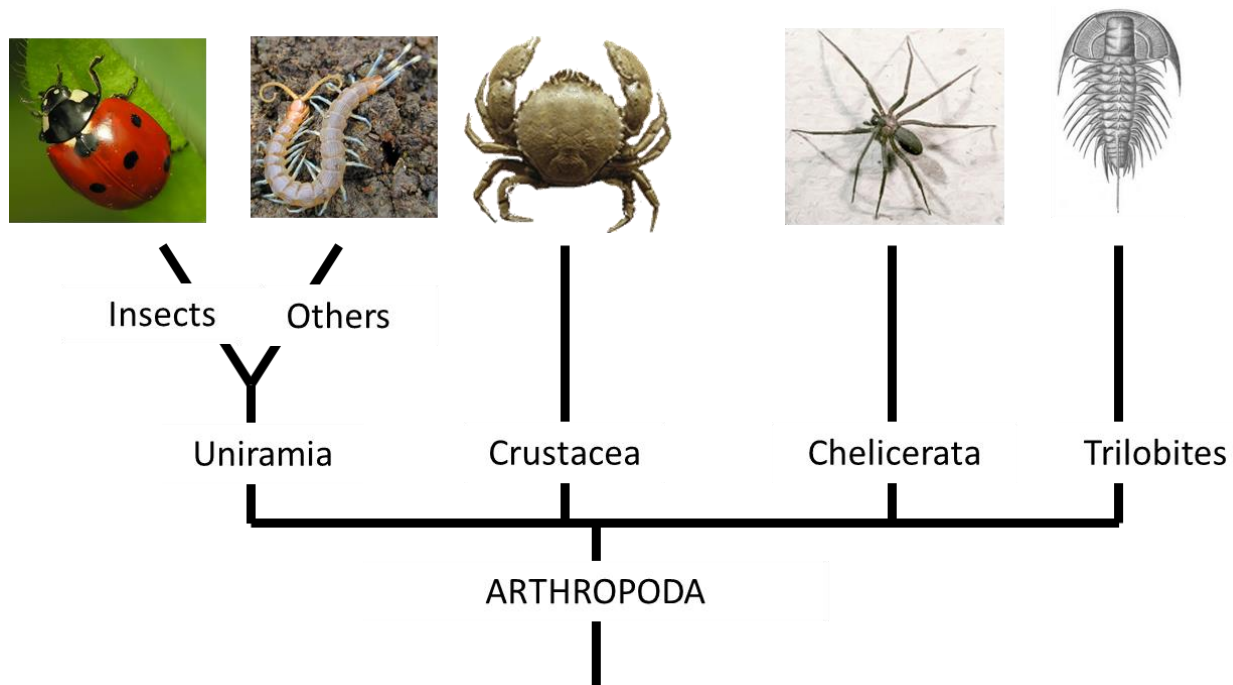 Insects
Others
Uniramia
Crustacea
Chelicerata
Trilobites
ARTHROPODA